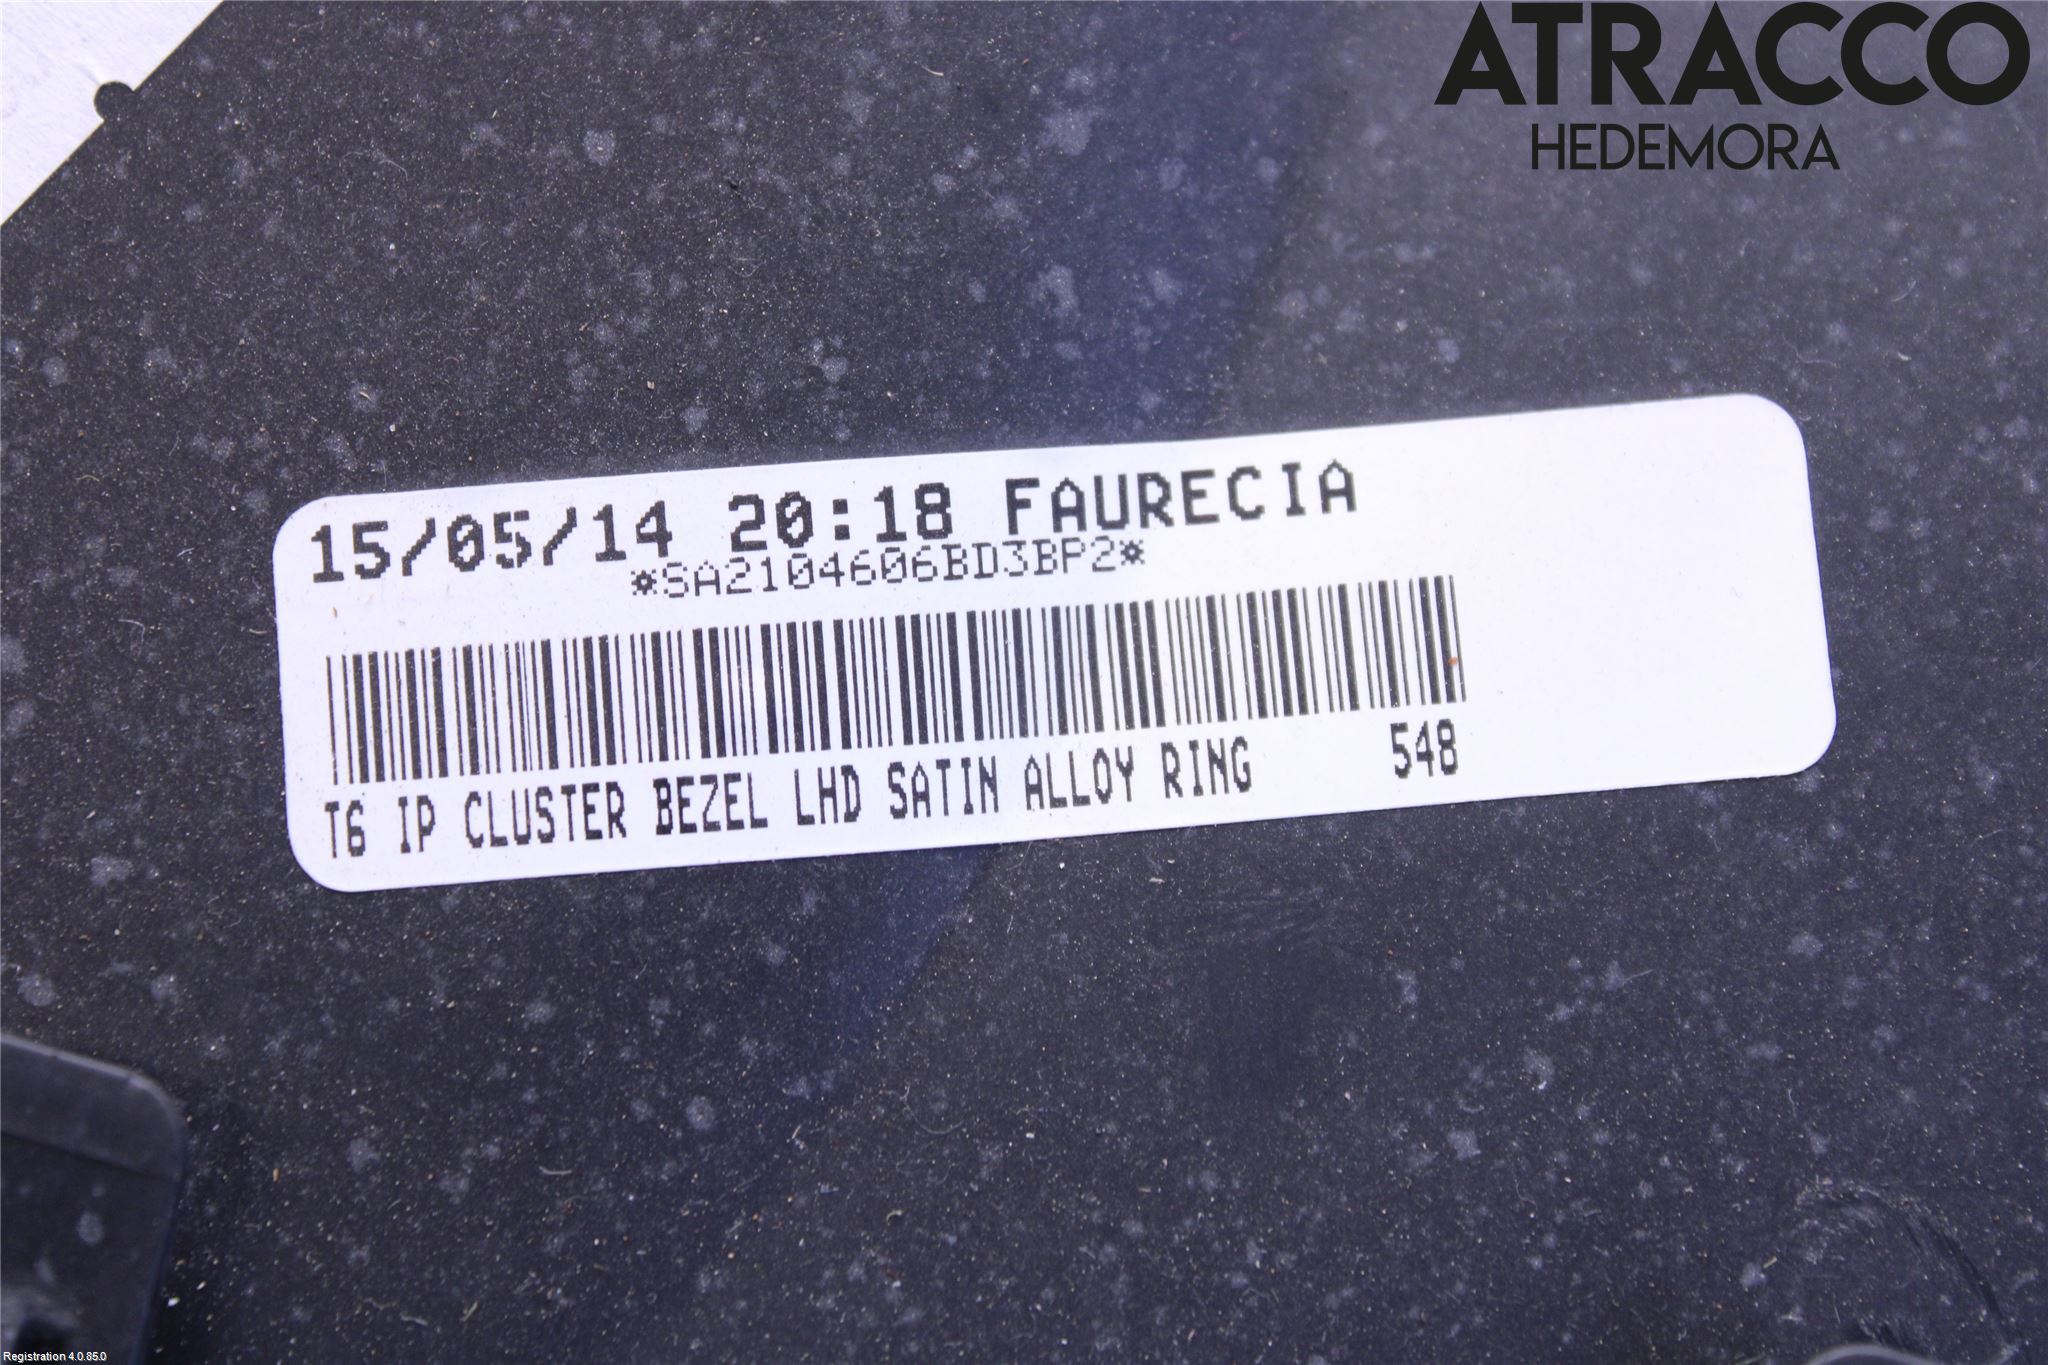 ATRACCO
HEDEMORA
15/05/14 20:18 FAURECIA
*SA2104606BD3BP2*
T6 IP CLUSTER BEZEL LHD SATIN ALLOY RING 548
Registration 4.0.85.0